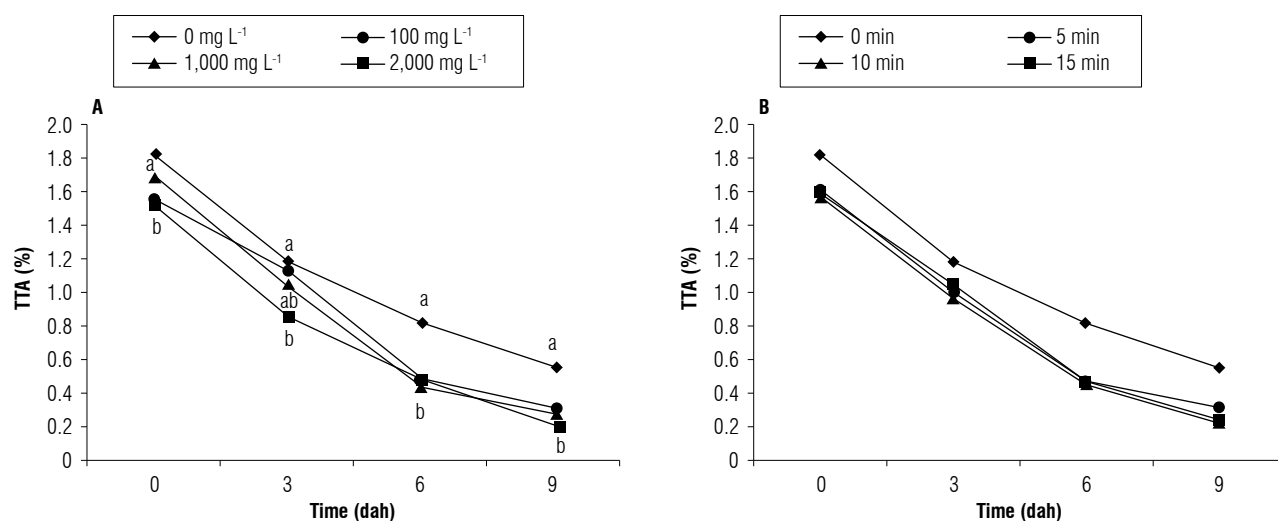 0 mg L⁻¹ 100 mg L⁻¹
1,000 mg L⁻¹ 2,000 mg L⁻¹
A
TTA (%)
2.0
1.8
1.6
1.4
1.2
1.0
0.8
0.6
0.4
0.2
0
a
b
a
ab
b
a
b
a
b
0 3 6 9
Time (dah)
0 min 5 min
10 min 15 min
B
TTA (%)
2.0
1.8
1.6
1.4
1.2
1.0
0.8
0.6
0.4
0.2
0
0 3 6 9
Time (dah)